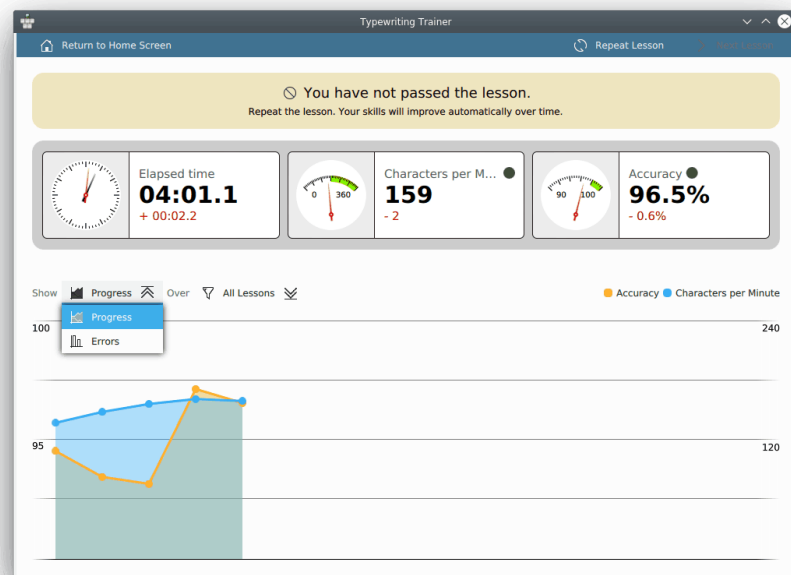 Typewriting Trainer
Return to Home Screen
Repeat Lesson
Next Lesson
You have not passed the lesson.
Repeat the lesson. Your skills will improve automatically over time.
Elapsed time
04:01.1
+ 00:02.2
0 360
Characters per M...
159
- 2
90 100
Accuracy
96.5%
- 0.6%
Show Progress Over All Lessons
Accuracy Characters per Minute
Progress
Errors
100 240
95 120